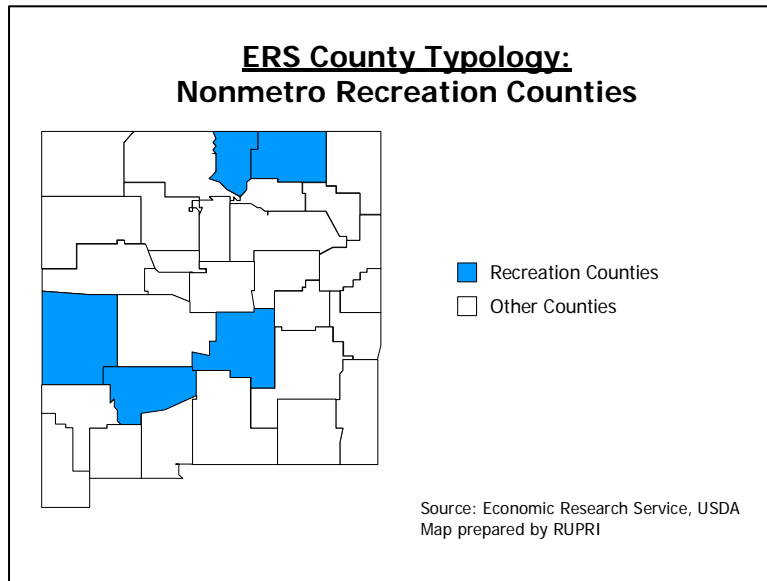 ERS County Typology:
Nonmetro Recreation Counties
Recreation Counties
Other Counties
Source: Economic Research Service, USDA
Map prepared by RUPRI